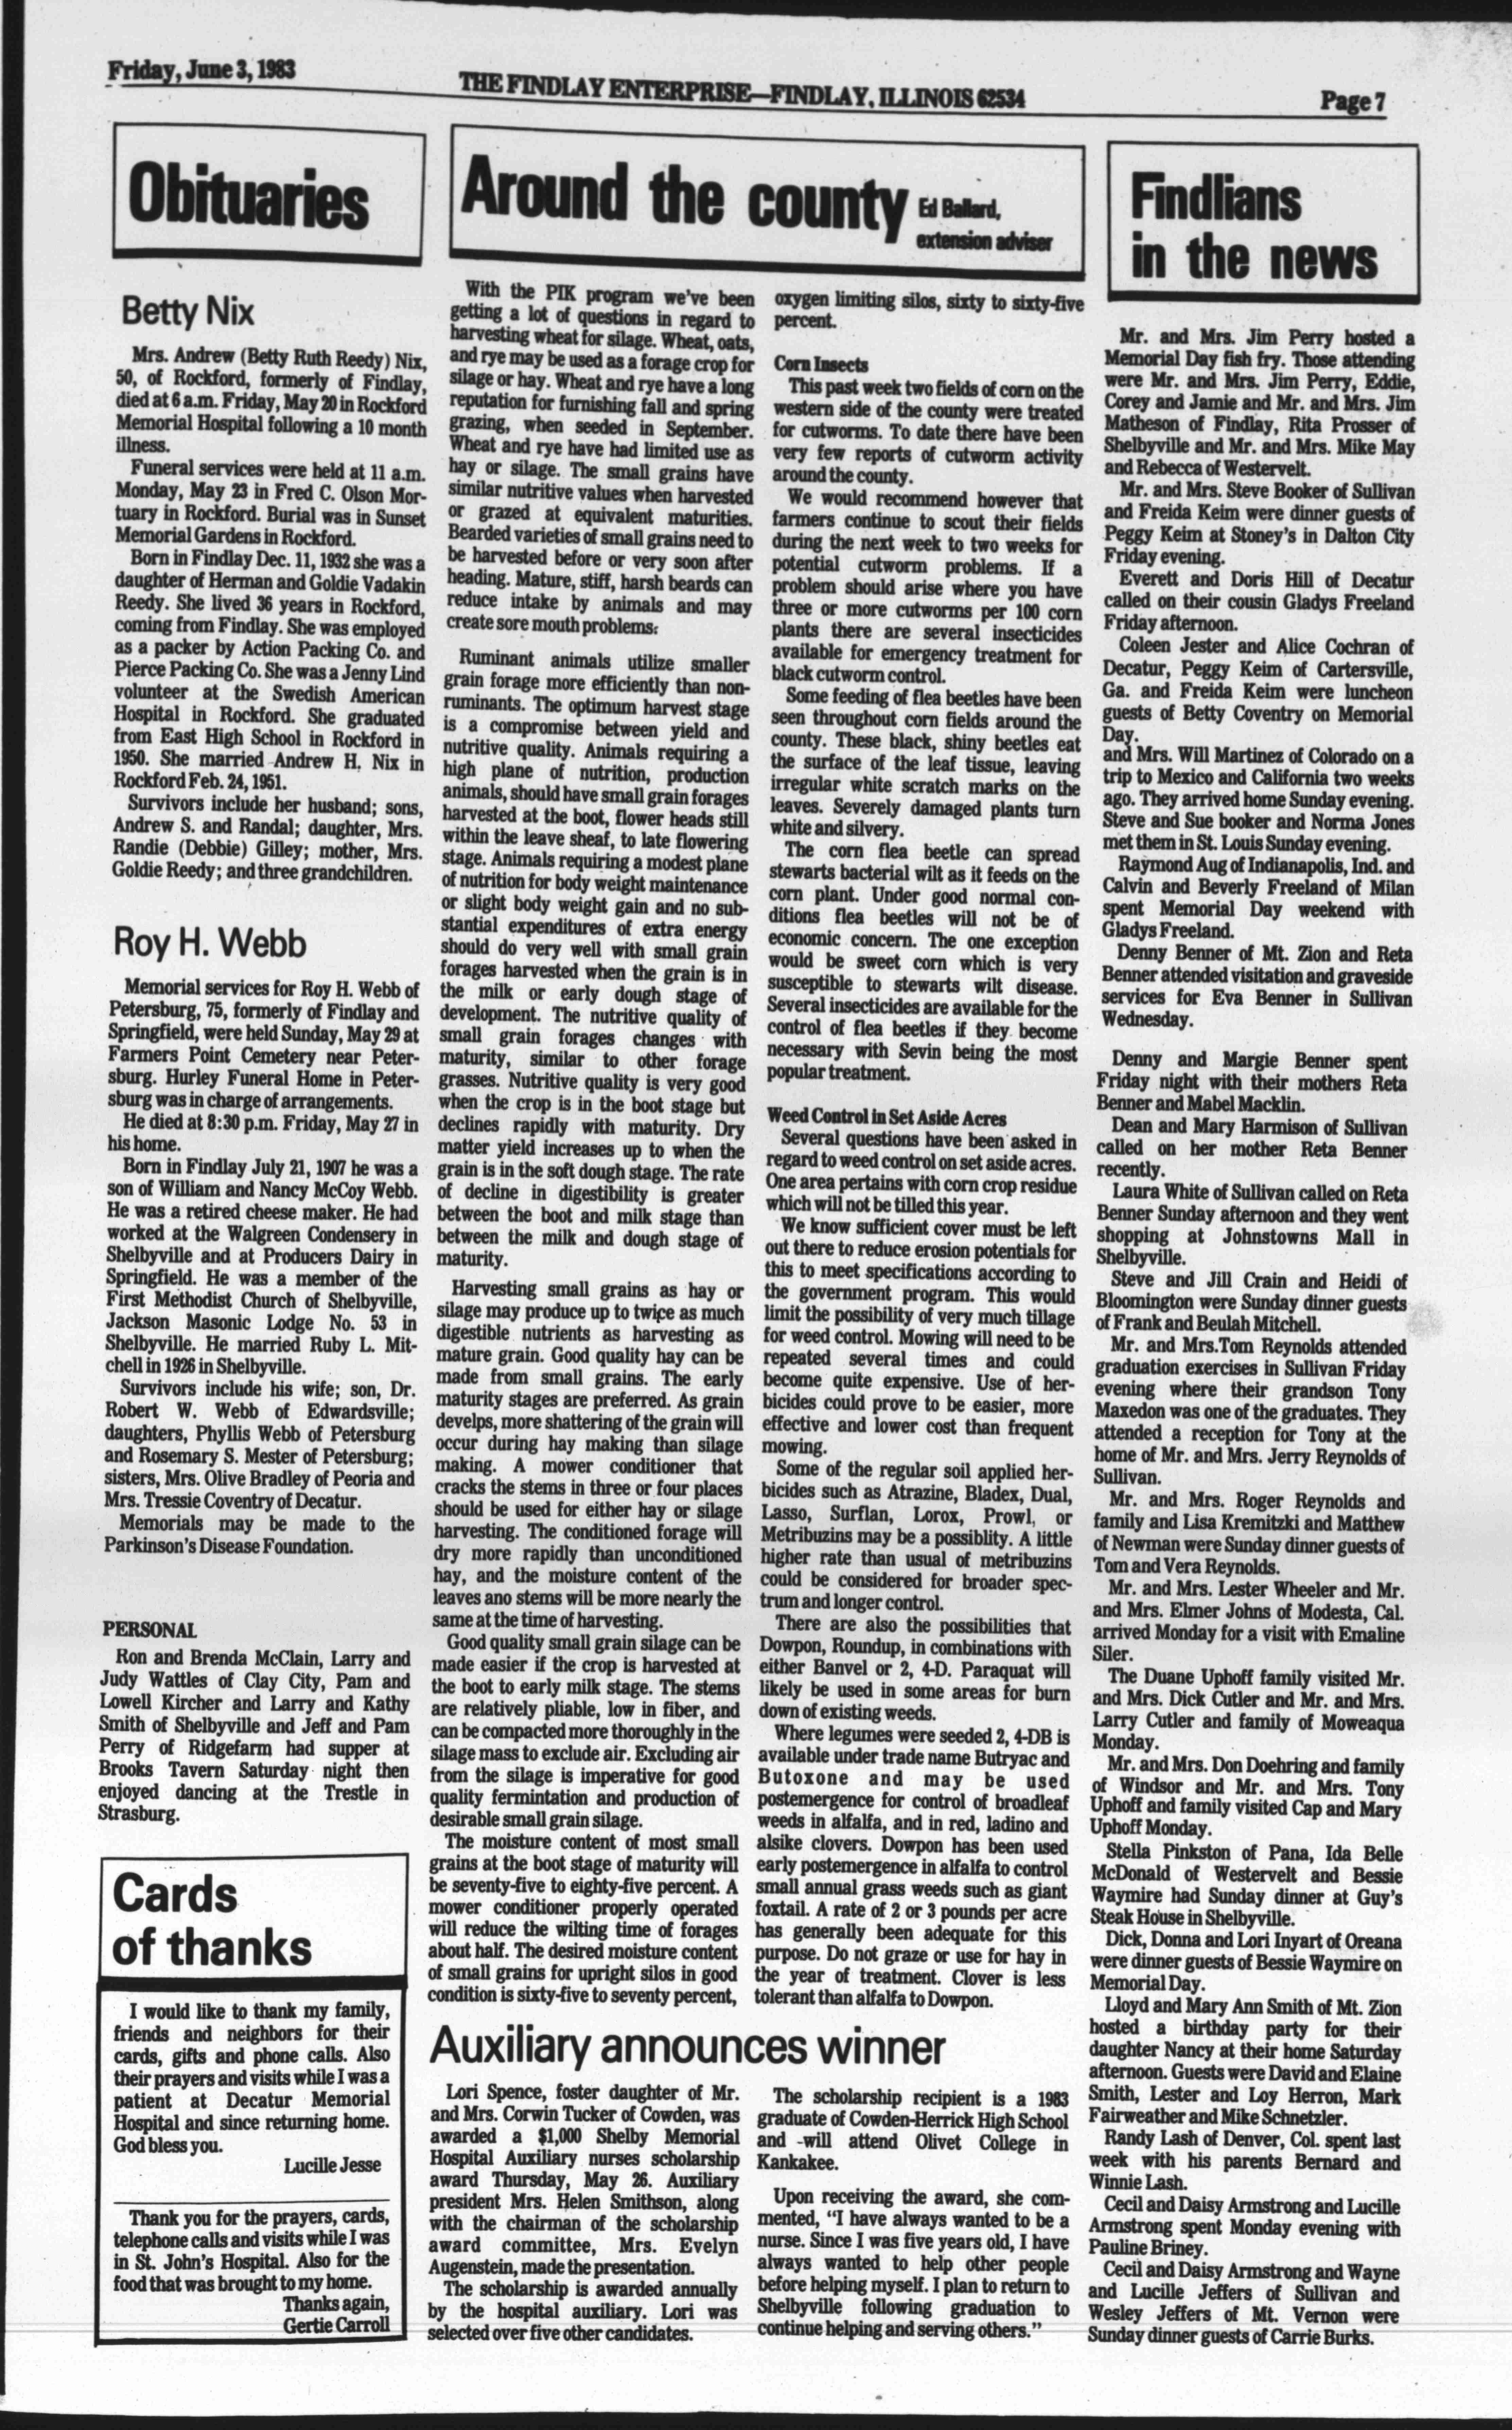 Friday, June 3, 1983
THE FINDLAY ENTERPRISE—FINDLAY, ILLINOIS 62534
Page 7
Obituaries
Betty Nix
Mrs. Andrew (Betty Ruth Reedy) Nix,
50, of Rockford, formerly of Findlay,
died at 6 a.m. Friday, May 20 in Rockford
Memorial Hospital following a 10 month
illness.
Funeral services were held at 11 a.m.
Monday, May 23 in Fred C. Olson Mor-
tuary in Rockford. Burial was in Sunset
Memorial Gardens in Rockford.
Born in Findlay Dec. 11, 1932 she was a
daughter of Herman and Goldie Vadakin
Reedy. She lived 36 years in Rockford,
coming from Findlay. She was employed
as a packer by Action Packing Co. and
Pierce Packing Co. She was a Jenny Lind
volunteer at the Swedish American
Hospital in Rockford. She graduated
from East High School in Rockford in
1950. She married Andrew H. Nix in
Rockford Feb. 24, 1951.
Survivors include her husband; sons,
Andrew S. and Randal; daughter, Mrs.
Randie (Debbie) Gilley; mother, Mrs.
Goldie Reedy; and three grandchildren.
Roy H. Webb
Memorial services for Roy H. Webb of
Petersburg, 75, formerly of Findlay and
Springfield, were held Sunday, May 29 at
Farmers Point Cemetery near Peter-
sburg. Hurley Funeral Home in Peter-
sburg was in charge of arrangements.
He died at 8:30 p.m. Friday, May 27 in
his home.
Born in Findlay July 21, 1907 he was a
son of William and Nancy McCoy Webb.
He was a retired cheese maker. He had
worked at the Walgreen Condensery in
Shelbyville and at Producers Dairy in
Springfield. He was a member of the
First Methodist Church of Shelbyville,
Jackson Masonic Lodge No. 53 in
Shelbyville. He married Ruby L. Mit-
chell in 1926 in Shelbyville.
Survivors include his wife; son, Dr.
Robert W. Webb of Edwardsville;
daughters, Phyllis Webb of Petersburg
and Rosemary S. Mester of Petersburg;
sisters, Mrs. Olive Bradley of Peoria and
Mrs. Tressie Coventry of Decatur.
Memorials may be made to the
Parkinson's Disease Foundation.
PERSONAL
Ron and Brenda McClain, Larry and
Judy Wattles of Clay City, Pam and
Lowell Kircher and Larry and Kathy
Smith of Shelbyville and Jeff and Pam
Perry of Ridgefarm had supper at
Brooks Tavern Saturday night then
enjoyed dancing at the Trestle in
Strasburg.
Cards
of thanks
I would like to thank my family,
friends and neighbors for their
cards, gifts and phone calls. Also
their prayers and visits while I was a
patient at Decatur Memorial
Hospital and since returning home.
God bless you.
Lucille Jesse
Thank you for the prayers, cards,
telephone calls and visits while I was
in St. John's Hospital. Also for the
food that was brought to my home.
Thanks again,
Gertie Carroll
Around the county
Ed Ballard,
extension adviser
With the PIK program we've been
getting a lot of questions in regard to
harvesting wheat for silage. Wheat, oats,
and rye may be used as a forage crop for
silage or hay. Wheat and rye have a long
reputation for furnishing fall and spring
grazing, when seeded in September.
Wheat and rye have had limited use as
hay or silage. The small grains have
similar nutritive values when harvested
or grazed at equivalent maturities.
Bearded varieties of small grains need to
be harvested before or very soon after
heading. Mature, stiff, harsh beards can
reduce intake by animals and may
create sore mouth problems.
Ruminant animals utilize smaller
grain forage more efficiently than non-
ruminants. The optimum harvest stage
is a compromise between yield and
nutritive quality. Animals requiring a
high plane of nutrition, production
animals, should have small grain forages
harvested at the boot, flower heads still
within the leave sheaf, to late flowering
stage. Animals requiring a modest plane
of nutrition for body weight maintenance
or slight body weight gain and no sub-
stantial expenditures of extra energy
should do very well with small grain
forages harvested when the grain is in
the milk or early dough stage of
development. The nutritive quality of
small grain forages changes with
maturity, similar to other forage
grasses. Nutritive quality is very good
when the crop is in the boot stage but
declines rapidly with maturity. Dry
matter yield increases up to when the
grain is in the soft dough stage. The rate
of decline in digestibility is greater
between the boot and milk stage than
between the milk and dough stage of
maturity.
Harvesting small grains as hay or
silage may produce up to twice as much
digestible nutrients as harvesting as
mature grain. Good quality hay can be
made from small grains. The early
maturity stages are preferred. As grain
develps, more shattering of the grain will
occur during hay making than silage
making. A mower conditioner that
cracks the stems in three or four places
should be used for either hay or silage
harvesting. The conditioned forage will
dry more rapidly than unconditioned
hay, and the moisture content of the
leaves ano stems will be more nearly the
same at the time of harvesting.
Good quality small grain silage can be
made easier if the crop is harvested at
the boot to early milk stage. The stems
are relatively pliable, low in fiber, and
can be compacted more thoroughly in the
silage mass to exclude air. Excluding air
from the silage is imperative for good
quality fermintation and production of
desirable small grain silage.
The moisture content of most small
grains at the boot stage of maturity will
be seventy-five to eighty-five percent. A
mower conditioner properly operated
will reduce the wilting time of forages
about half. The desired moisture content
of small grains for upright silos in good
condition is sixty-five to seventy percent,
oxygen limiting silos, sixty to sixty-five
percent.
Corn Insects
This past week two fields of corn on the
western side of the county were treated
for cutworms. To date there have been
very few reports of cutworm activity
around the county.
We would recommend however that
farmers continue to scout their fields
during the next week to two weeks for
potential cutworm problems. If a
problem should arise where you have
three or more cutworms per 100 corn
plants there are several insecticides
available for emergency treatment for
black cutworm control.
Some feeding of flea beetles have been
seen throughout corn fields around the
county. These black, shiny beetles eat
the surface of the leaf tissue, leaving
irregular white scratch marks on the
leaves. Severely damaged plants turn
white and silvery.
The corn flea beetle can spread
stewarts bacterial wilt as it feeds on the
corn plant. Under good normal con-
ditions flea beetles will not be of
economic concern. The one exception
would be sweet corn which is very
susceptible to stewarts wilt disease.
Several insecticides are available for the
control of flea beetles if they become
necessary with Sevin being the most
popular treatment.
Weed Control in Set Aside Acres
Several questions have been asked in
regard to weed control on set aside acres.
One area pertains with corn crop residue
which will not be tilled this year.
We know sufficient cover must be left
out there to reduce erosion potentials for
this to meet specifications according to
the government program. This would
limit the possibility of very much tillage
for weed control. Mowing will need to be
repeated several times and could
become quite expensive. Use of her-
bicides could prove to be easier, more
effective and lower cost than frequent
mowing.
Some of the regular soil applied her-
bicides such as Atrazine, Bladex, Dual,
Lasso, Surflan, Lorox, Prowl, or
Metribuzins may be a possiblity. A little
higher rate than usual of metribuzins
could be considered for broader spec-
trum and longer control.
There are also the possibilities that
Dowpon, Roundup, in combinations with
either Banvel or 2, 4-D. Paraquat will
likely be used in some areas for burn
down of existing weeds.
Where legumes were seeded 2, 4-DB is
available under trade name Butryac and
Butoxone and may be used
postemergence for control of broadleaf
weeds in alfalfa, and in red, ladino and
alsike clovers. Dowpon has been used
early postemergence in alfalfa to control
small annual grass weeds such as giant
foxtail. A rate of 2 or 3 pounds per acre
has generally been adequate for this
purpose. Do not graze or use for hay in
the year of treatment. Clover is less
tolerant than alfalfa to Dowpon.
Auxiliary announces winner
Lori Spence, foster daughter of Mr.
and Mrs. Corwin Tucker of Cowden, was
awarded a $1,000 Shelby Memorial
Hospital Auxiliary nurses scholarship
award Thursday, May 26. Auxiliary
president Mrs. Helen Smithson, along
with the chairman of the scholarship
award committee, Mrs. Evelyn
Augenstein, made the presentation.
The scholarship is awarded annually
by the hospital auxiliary. Lori was
selected over five other candidates.
The scholarship recipient is a 1983
graduate of Cowden-Herrick High School
and -will attend Olivet College in
Kankakee.
Upon receiving the award, she com-
mented, "I have always wanted to be a
nurse. Since I was five years old, I have
always wanted to help other people
before helping myself. I plan to return to
Shelbyville following graduation to
continue helping and serving others."
Findlians
in the news
Mr. and Mrs. Jim Perry hosted a
Memorial Day fish fry. Those attending
were Mr. and Mrs. Jim Perry, Eddie,
Corey and Jamie and Mr. and Mrs. Jim
Matheson of Findlay, Rita Prosser of
Shelbyville and Mr. and Mrs. Mike May
and Rebecca of Westervelt.
Mr. and Mrs. Steve Booker of Sullivan
and Freida Keim were dinner guests of
Peggy Keim at Stoney's in Dalton City
Friday evening.
Everett and Doris Hill of Decatur
called on their cousin Gladys Freeland
Friday afternoon.
Coleen Jester and Alice Cochran of
Decatur, Peggy Keim of Cartersville,
Ga. and Freida Keim were luncheon
guests of Betty Coventry on Memorial
Day.
and Mrs. Will Martinez of Colorado on a
trip to Mexico and California two weeks
ago. They arrived home Sunday evening.
Steve and Sue booker and Norma Jones
met them in St. Louis Sunday evening.
Raymond Aug of Indianapolis, Ind. and
Calvin and Beverly Freeland of Milan
spent Memorial Day weekend with
Gladys Freeland.
Denny Benner of Mt. Zion and Reta
Benner attended visitation and graveside
services for Eva Benner in Sullivan
Wednesday.
Denny and Margie Benner spent
Friday night with their mothers Reta
Benner and Mabel Macklin.
Dean and Mary Harmison of Sullivan
called on her mother Reta Benner
recently.
Laura White of Sullivan called on Reta
Benner Sunday afternoon and they went
shopping at Johnstowns Mall in
Shelbyville.
Steve and Jill Crain and Heidi of
Bloomington were Sunday dinner guests
of Frank and Beulah Mitchell.
Mr. and Mrs.Tom Reynolds attended
graduation exercises in Sullivan Friday
evening where their grandson Tony
Maxedon was one of the graduates. They
attended a reception for Tony at the
home of Mr. and Mrs. Jerry Reynolds of
Sullivan.
Mr. and Mrs. Roger Reynolds and
family and Lisa Kremitzki and Matthew
of Newman were Sunday dinner guests of
Tom and Vera Reynolds.
Mr. and Mrs. Lester Wheeler and Mr.
and Mrs. Elmer Johns of Modesta, Cal.
arrived Monday for a visit with Emaline
Siler.
The Duane Uphoff family visited Mr.
and Mrs. Dick Cutler and Mr. and Mrs.
Larry Cutler and family of Moweaqua
Monday.
Mr. and Mrs. Don Doehring and family
of Windsor and Mr. and Mrs. Tony
Uphoff and family visited Cap and Mary
Uphoff Monday.
Stella Pinkston of Pana, Ida Belle
McDonald of Westervelt and Bessie
Waymire had Sunday dinner at Guy's
Steak House in Shelbyville.
Dick, Donna and Lori Inyart of Oreana
were dinner guests of Bessie Waymire on
Memorial Day.
Lloyd and Mary Ann Smith of Mt. Zion
hosted a birthday party for their
daughter Nancy at their home Saturday
afternoon. Guests were David and Elaine
Smith, Lester and Loy Herron, Mark
Fairweather and Mike Schnetzler.
Randy Lash of Denver, Col. spent last
week with his parents Bernard and
Winnie Lash.
Cecil and Daisy Armstrong and Lucille
Armstrong spent Monday evening with
Pauline Briney.
Cecil and Daisy Armstrong and Wayne
and Lucille Jeffers of Sullivan and
Wesley Jeffers of Mt. Vernon were
Sunday dinner guests of Carrie Burks.